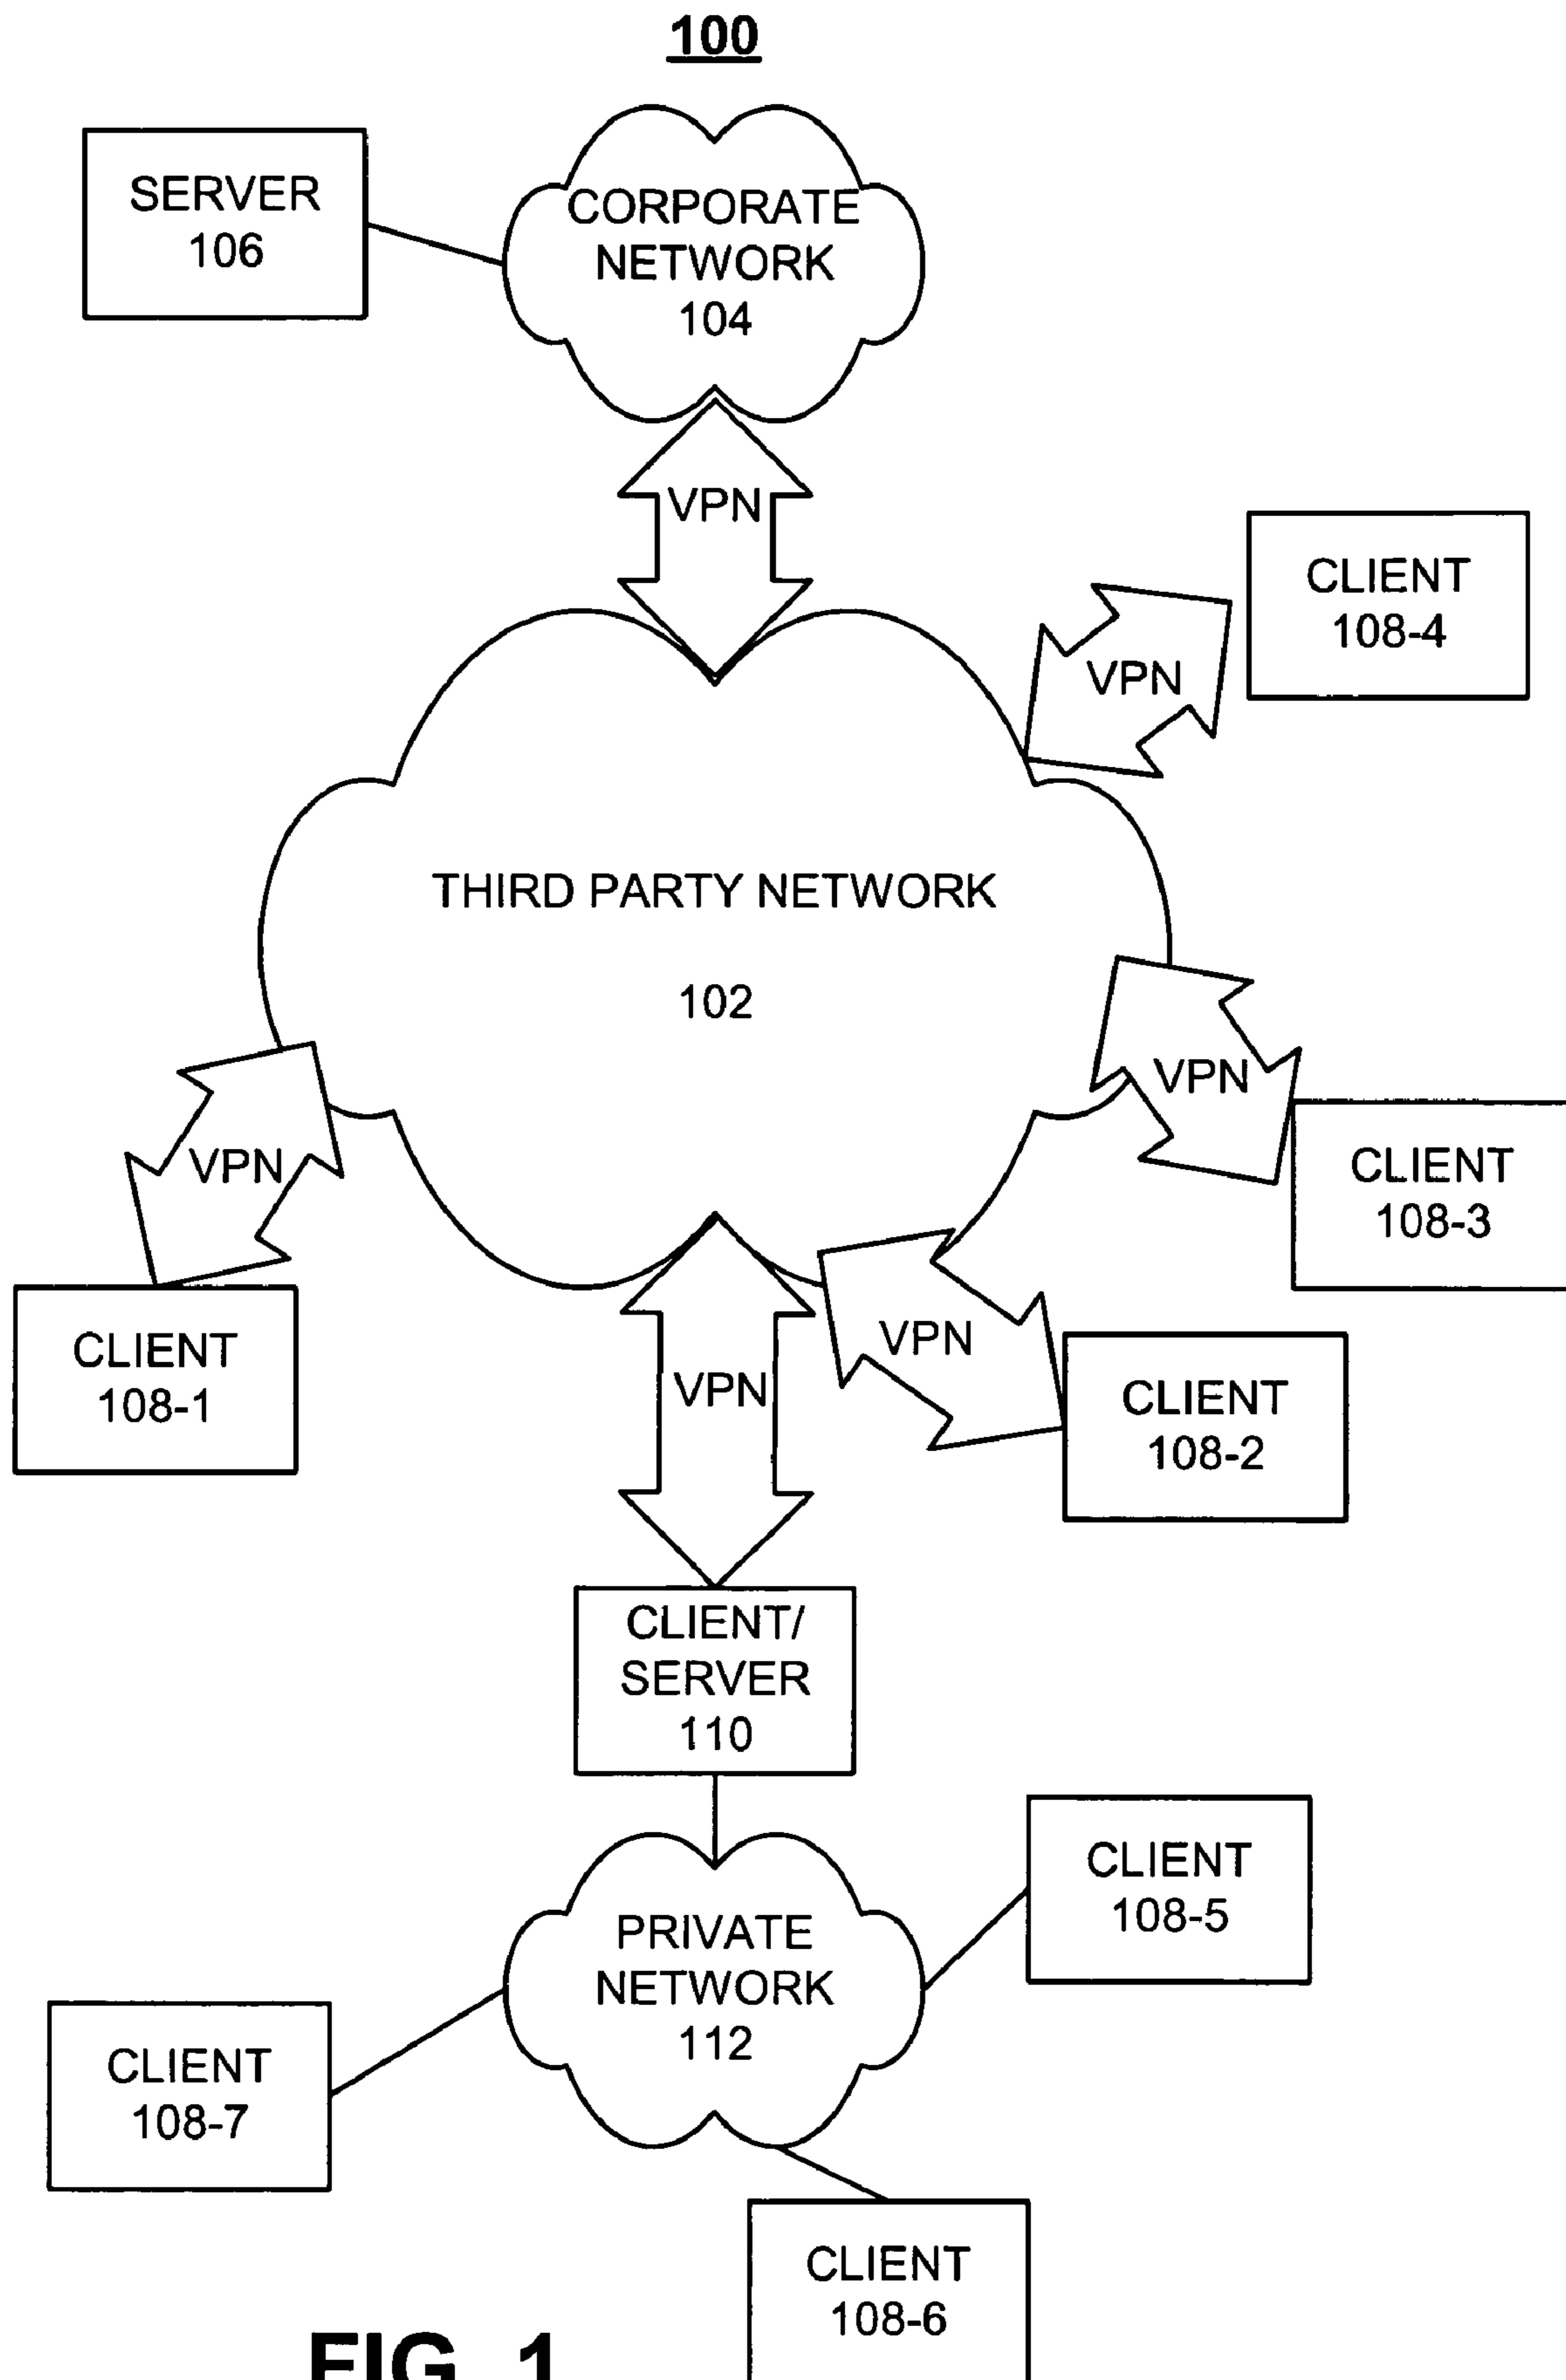 100
SERVER
106
CORPORATE
NETWORK
104
VPN
CLIENT
108-4
VPN
THIRD PARTY NETWORK
102
VPN
CLIENT
108-3
VPN
CLIENT
108-1
VPN
CLIENT
108-2
VPN
CLIENT/
SERVER
110
CLIENT
108-5
PRIVATE
NETWORK
112
CLIENT
108-7
CLIENT
108-6
FIG. 1